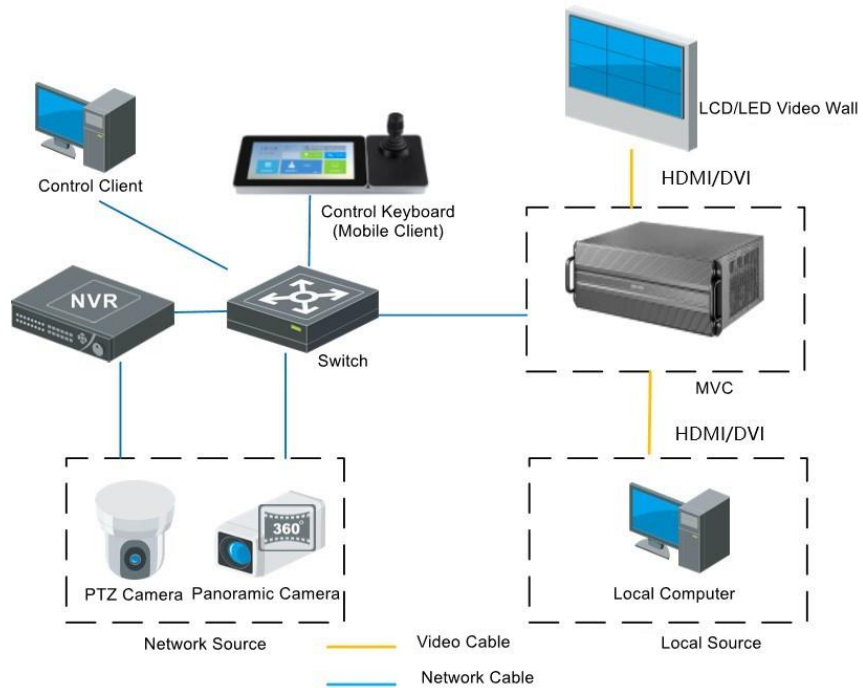 LCD/LED Video Wall
Control Client
HDMI/DVI
Control Keyboard
(Mobile Client)
NVR
Switch
MVC
HDMI/DVI
360°
PTZ Camera
Panoramic Camera
Local Computer
Network Source
Video Cable
Local Source
Network Cable